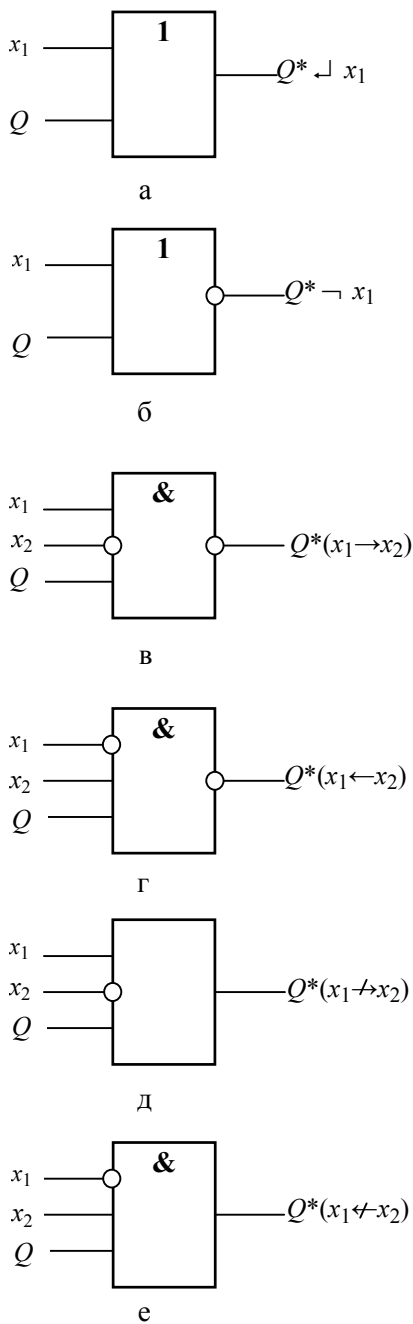 1
x₁
Q* ↵ x₁
Q
а
1
x₁
Q* ¬ x₁
Q
б
&
x₁
x₂
Q*(x₁→x₂)
Q
в
&
x₁
x₂
Q*(x₁←x₂)
Q
г
x₁
x₂
Q*(x₁↛x₂)
Q
д
&
x₁
x₂
Q*(x₁↚x₂)
Q
е